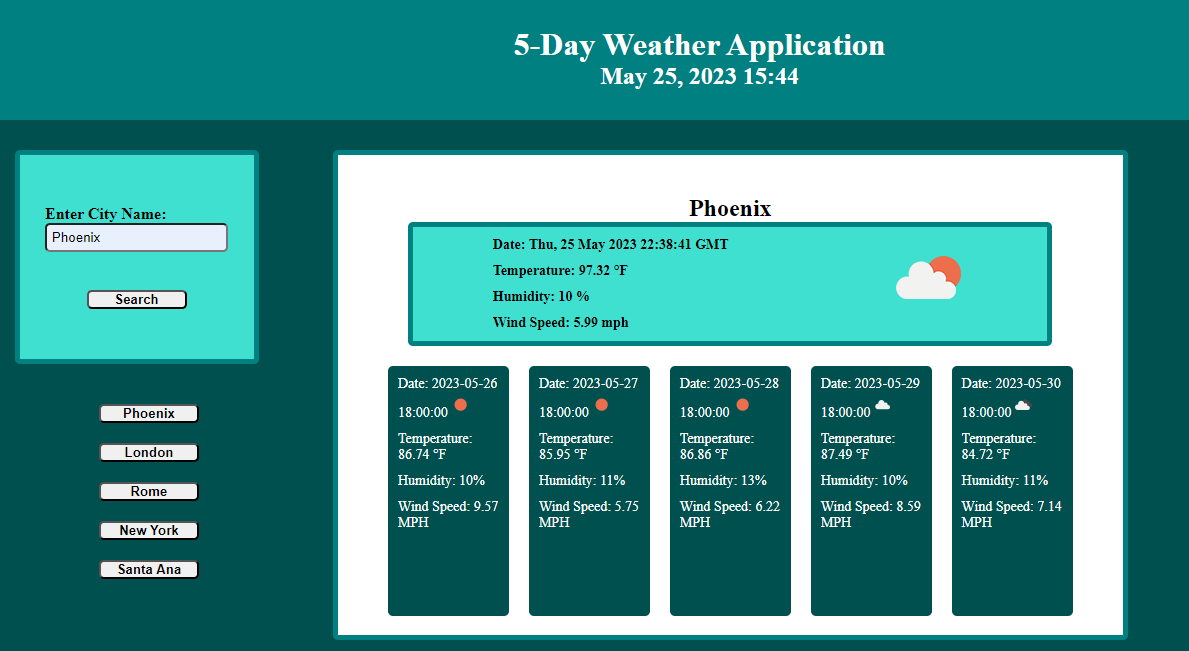 5-Day Weather Application
May 25, 2023 15:44
Enter City Name:
Phoenix
Search
Phoenix
London
Rome
New York
Santa Ana
Phoenix
Date: Thu, 25 May 2023 22:38:41 GMT
Temperature: 97.32 °F
Humidity: 10 %
Wind Speed: 5.99 mph
Date: 2023-05-26
18:00:00
Temperature:
86.74 °F
Humidity: 10%
Wind Speed: 9.57
MPH
Date: 2023-05-27
18:00:00
Temperature:
85.95 °F
Humidity: 11%
Wind Speed: 5.75
MPH
Date: 2023-05-28
18:00:00
Temperature:
86.86 °F
Humidity: 13%
Wind Speed: 6.22
MPH
Date: 2023-05-29
18:00:00
Temperature:
87.49 °F
Humidity: 10%
Wind Speed: 8.59
MPH
Date: 2023-05-30
18:00:00
Temperature:
84.72 °F
Humidity: 11%
Wind Speed: 7.14
MPH